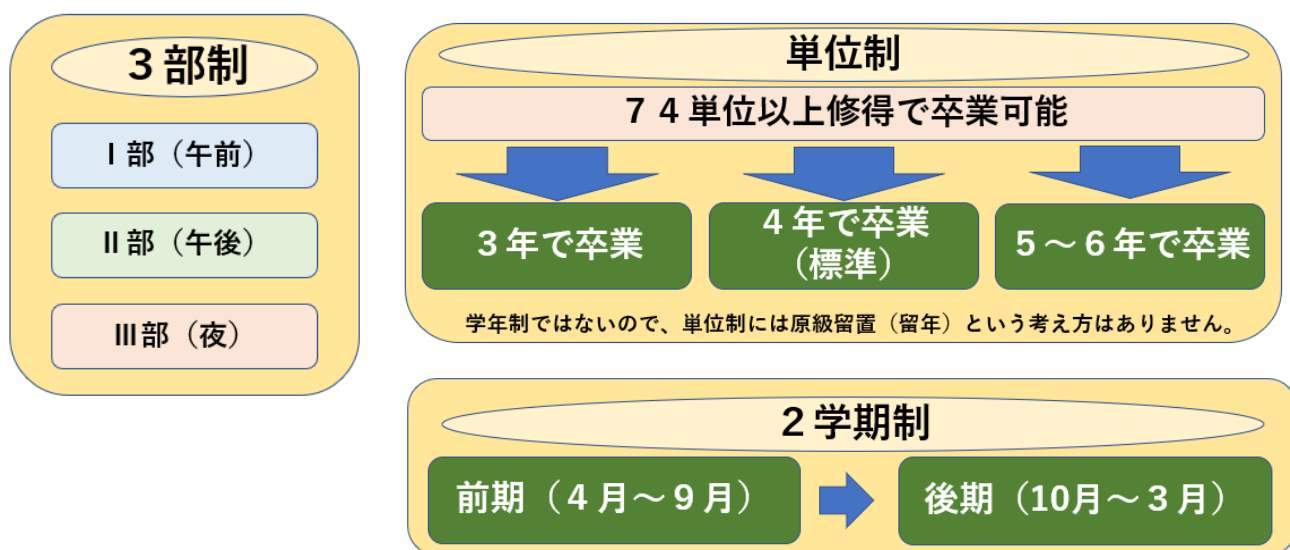 ３部制
Ⅰ部（午前）
Ⅱ部（午後）
Ⅲ部（夜）
単位制
７４単位以上修得で卒業可能
３年で卒業
４年で卒業
（標準）
５～６年で卒業
学年制ではないので、単位制には原級留置（留年）という考え方はありません。
２学期制
前期（４月～９月）
後期（10月～３月）